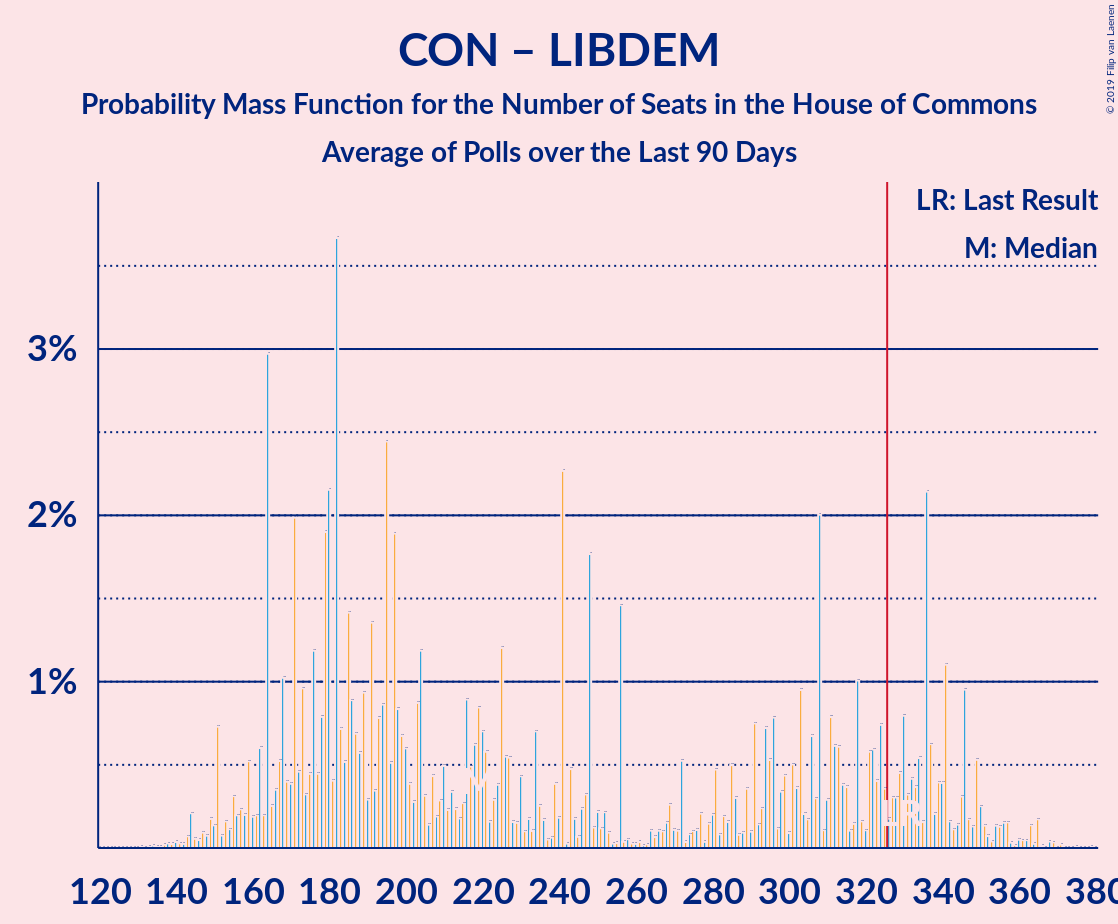 CON – LIBDEM
Probability Mass Function for the Number of Seats in the House of Commons
Average of Polls over the Last 90 Days
© 2019 Filip van Laenen
LR: Last Result
M: Median
3%
2%
1%
M
LR
120 140 160 180 200 220 240 260 280 300 320 340 360 380